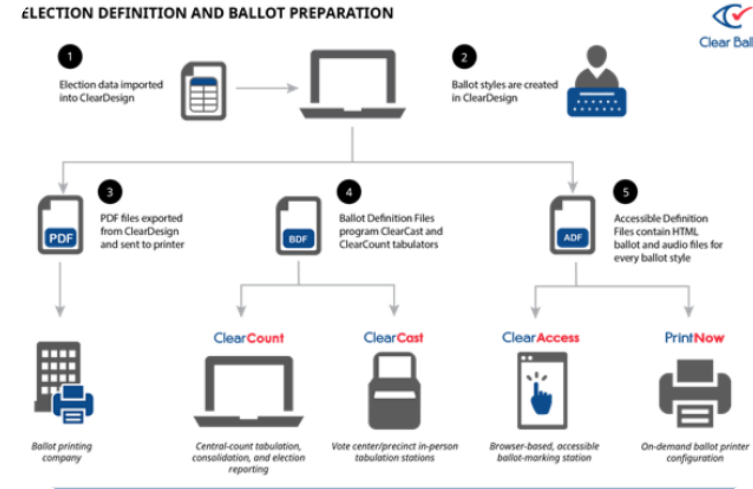 ELECTION DEFINITION AND BALLOT PREPARATION
Clear Ball
1
Election data imported
into ClearDesign
2
Ballot styles are created
in ClearDesign
3
PDF files exported
from ClearDesign
and sent to printer
PDF
4
Ballot Definition Files
program ClearCast and
ClearCount tabulators
BDF
5
Accessible Definition
Files contain HTML
ballot and audio files for
every ballot style
ADF
ClearCount
ClearCast
ClearAccess
PrintNow
Ballot printing
company
Central-count tabulation,
consolidation, and election
reporting
Vote center/precinct in-person
tabulation stations
Browser-based, accessible
ballot-marking station
On-demand ballot printer
configuration